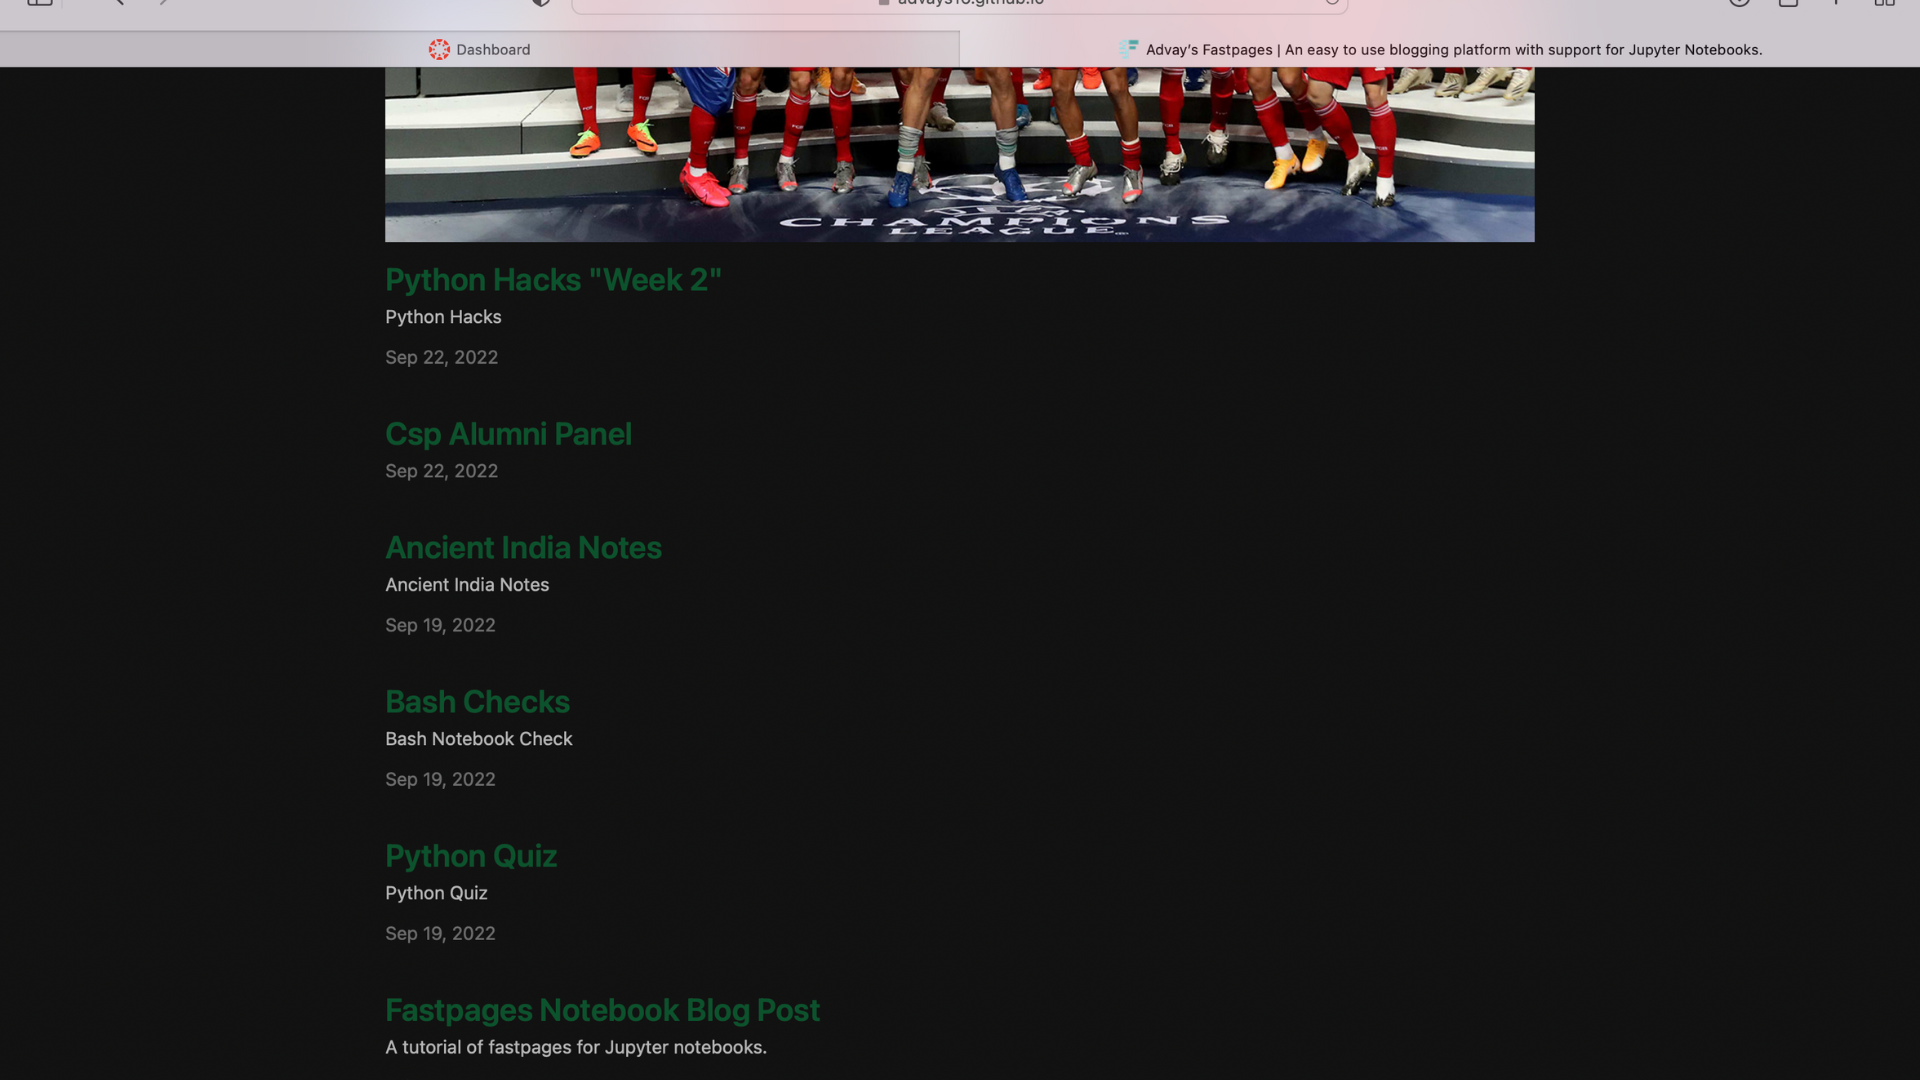 Dashboard
Advay's Fastpages | An easy to use blogging platform with support for Jupyter Notebooks.
CHAMPIONS
LEAGUE
Python Hacks "Week 2"
Python Hacks
Sep 22, 2022
Csp Alumni Panel
Sep 22, 2022
Ancient India Notes
Ancient India Notes
Sep 19, 2022
Bash Checks
Bash Notebook Check
Sep 19, 2022
Python Quiz
Python Quiz
Sep 19, 2022
Fastpages Notebook Blog Post
A tutorial of fastpages for Jupyter notebooks.